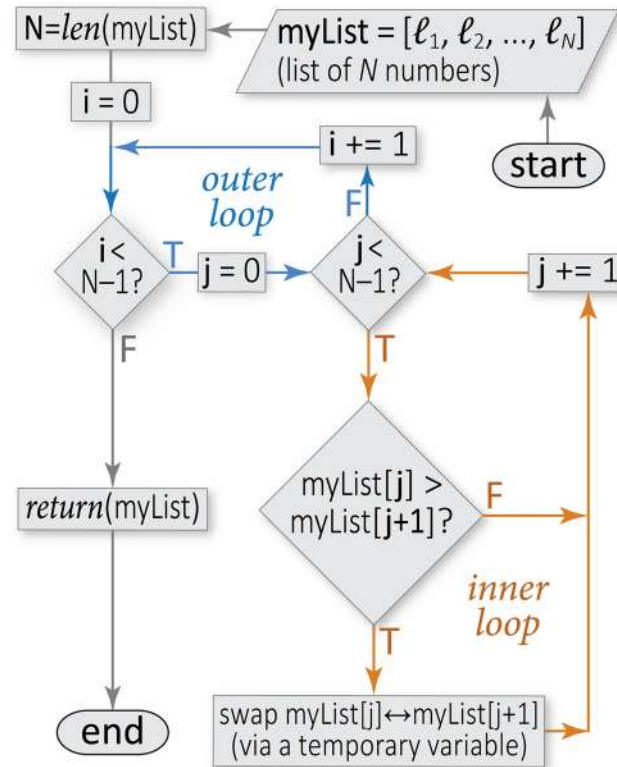 N=len(myList)
myList = [ℓ1, ℓ2, ..., ℓN]
(list of N numbers)
i = 0
start
i += 1
outer
loop
F
i<
N–1?
T
j = 0
j<
N–1?
j += 1
F
T
return(myList)
myList[j] >
myList[j+1]?
F
inner
loop
T
end
swap myList[j]↔myList[j+1]
(via a temporary variable)